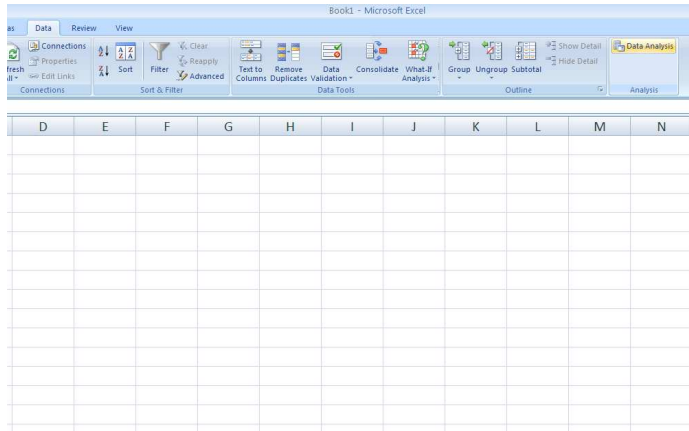 Book1 - Microsoft Excel
as Data Review View
fresh All Connections Properties Edit Links
Connections
Sort Filter Clear Reapply Advanced
Sort & Filter
Text to Columns Remove Duplicates Data Validation Consolidate What-If Analysis
Data Tools
Group Ungroup Subtotal Show Detail Hide Detail
Outline
Data Analysis
Analysis
D E F G H I J K L M N